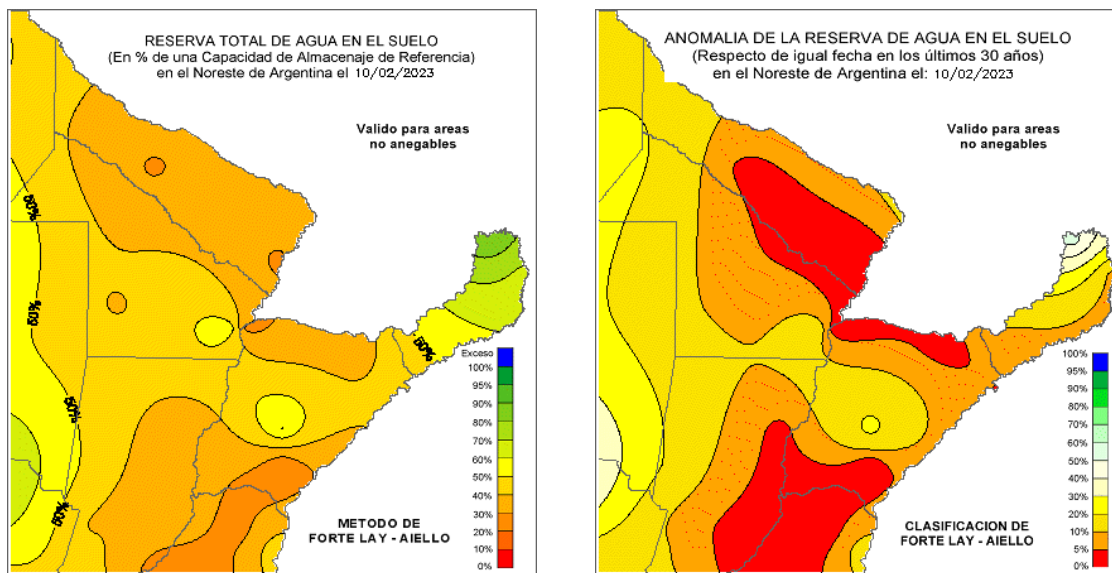 RESERVA TOTAL DE AGUA EN EL SUELO
(En % de una Capacidad de Almacenaje de Referencia)
en el Noreste de Argentina el 10/02/2023
Valido para areas
no anegables
50%
50%
50%
50%
50%
Exceso
100%
95%
90%
80%
70%
60%
50%
40%
30%
20%
10%
0%
METODO DE
FORTE LAY - AIELLO
ANOMALIA DE LA RESERVA DE AGUA EN EL SUELO
(Respecto de igual fecha en los últimos 30 años)
en el Noreste de Argentina el: 10/02/2023
Valido para areas
no anegables
100%
95%
90%
80%
70%
60%
50%
40%
30%
20%
10%
5%
0%
CLASIFICACION DE
FORTE LAY - AIELLO